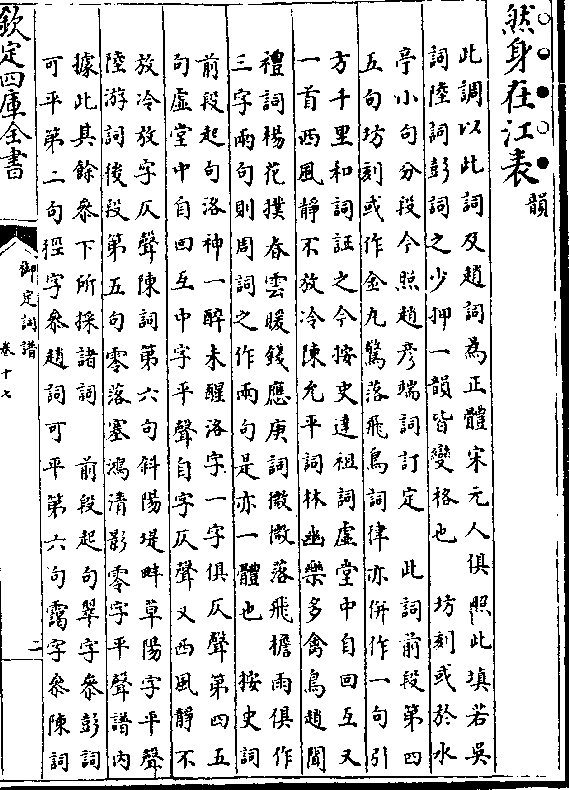 然身在江表韻
此調以此詞及趙詞為正體宋元人俱照此填若吳
詞陸詞彭詞之少押一韻皆變格也　坊刻或於水
亭小句分段今照趙彥端詞訂定　此詞前段第四
五句坊刻或作金丸驚落飛鳥詞律亦併作一句引
方千里和詞証之今按史達祖詞虛堂中自回互又
一首西風靜不放冷陳允平詞林幽樂多禽鳥趙聞
禮詞楊花撲春雲暖錢應庚詞微微落飛檐雨俱作
三字兩句則周詞之作兩句是亦一體也　按史詞
前段起句洛神一醉未醒洛字一字俱仄聲第四五
句虛堂中自回互中字平聲自字仄聲又西風靜不
放冷放字仄聲陳詞第六句斜陽堤畔草陽字平聲
陸游詞後段第五句零落塞鴻清影零字平聲譜內
據此其餘參下所採諸詞　前段起句翠字參彭詞
可平第二句徑字參趙詞可平第六句靄字參陳詞
欽定四庫全書
御定詞譜
卷十七
二